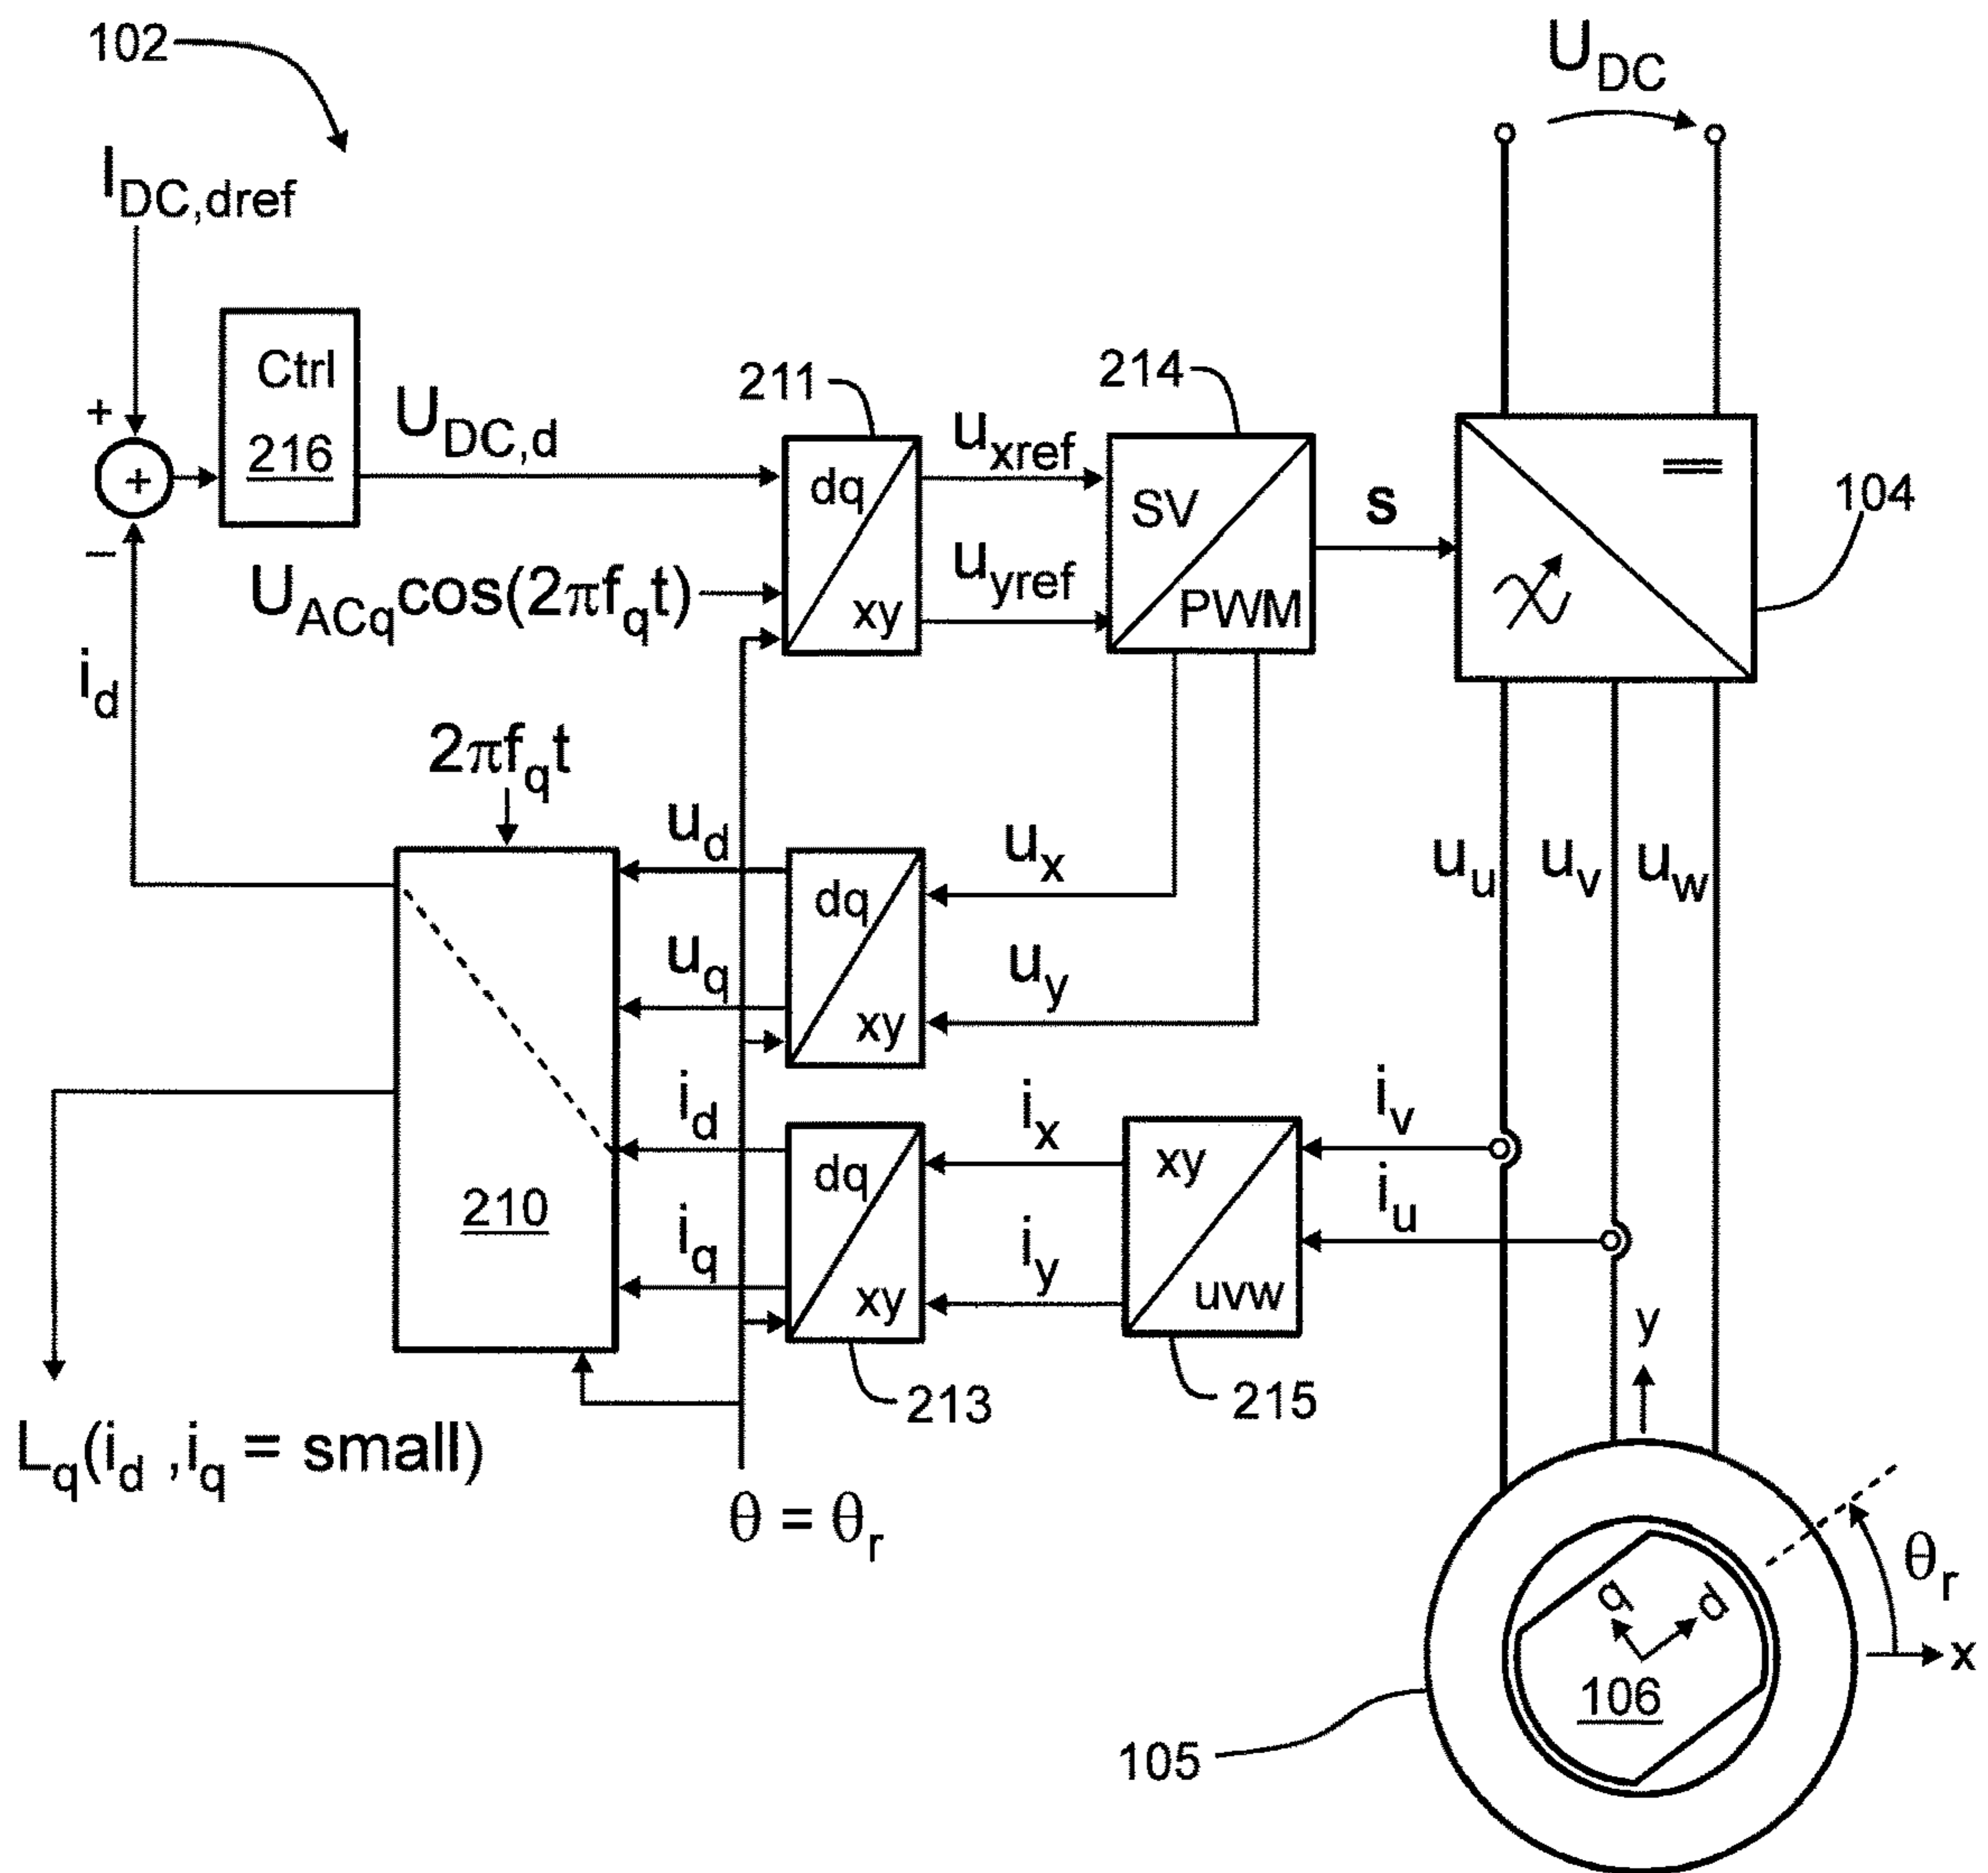 102
U_DC
I_DC,dref
+
Ctrl
216
+
−
U_DC,d
211
dq
xy
u_xref
u_yref
214
SV
PWM
s
104
U_ACq cos(2πf_q t)
i_d
2πf_q t
u_d
u_q
dq
xy
u_x
u_y
u_u
u_v
u_w
i_d
i_q
210
dq
xy
213
i_x
i_y
xy
uvw
215
i_v
i_u
L_q(i_d ,i_q = small)
θ = θ_r
y
θ_r
x
q
d
106
105